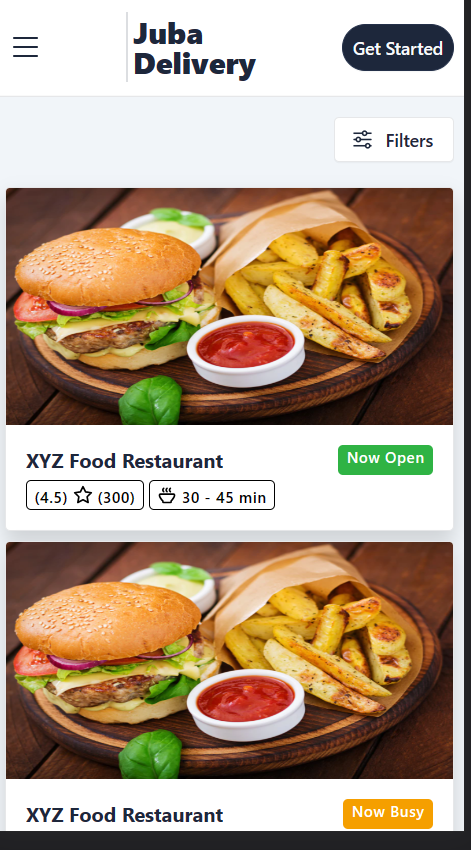 Juba
Delivery
Get Started
Filters
XYZ Food Restaurant
Now Open
(4.5) (300)
30 - 45 min
XYZ Food Restaurant
Now Busy